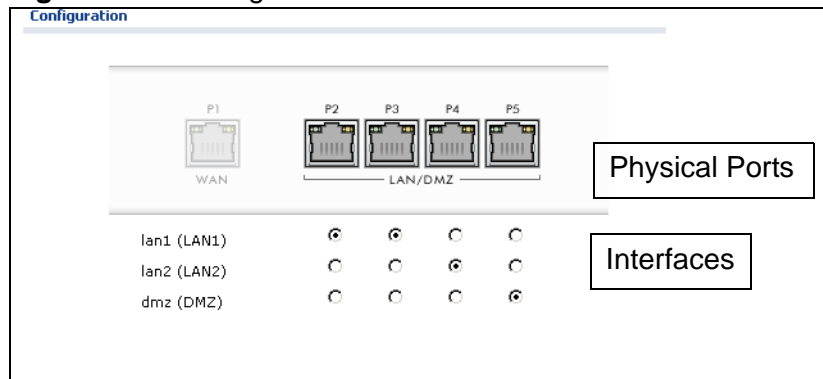 Configuration
P1 P2 P3 P4 P5
WAN LAN/DMZ
Physical Ports
lan1 (LAN1)
Interfaces
lan2 (LAN2)
dmz (DMZ)